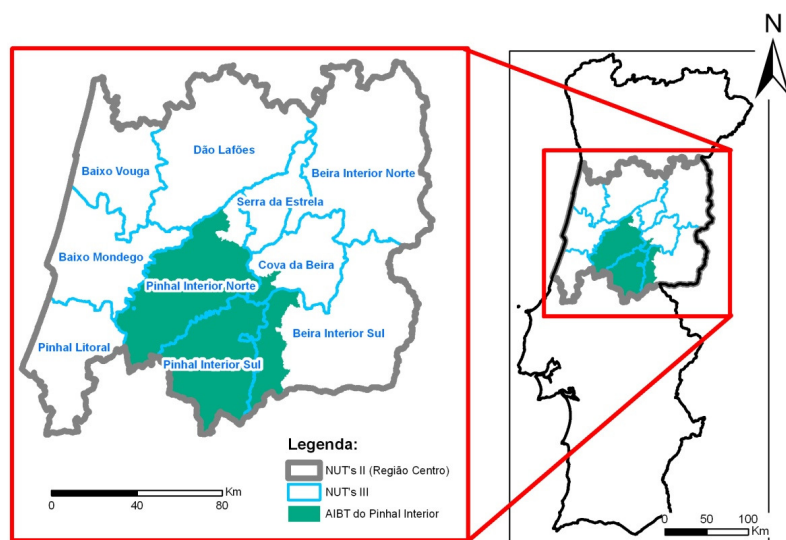 N
Dão Lafões
Baixo Vouga
Beira Interior Norte
Serra da Estrela
Baixo Mondego
Cova da Beira
Pinhal Interior Norte
Beira Interior Sul
Pinhal Litoral
Pinhal Interior Sul
Legenda:
NUT's II (Região Centro)
NUT's III
AIBT do Pinhal Interior
Km
0 40 80
0 50 100
Km